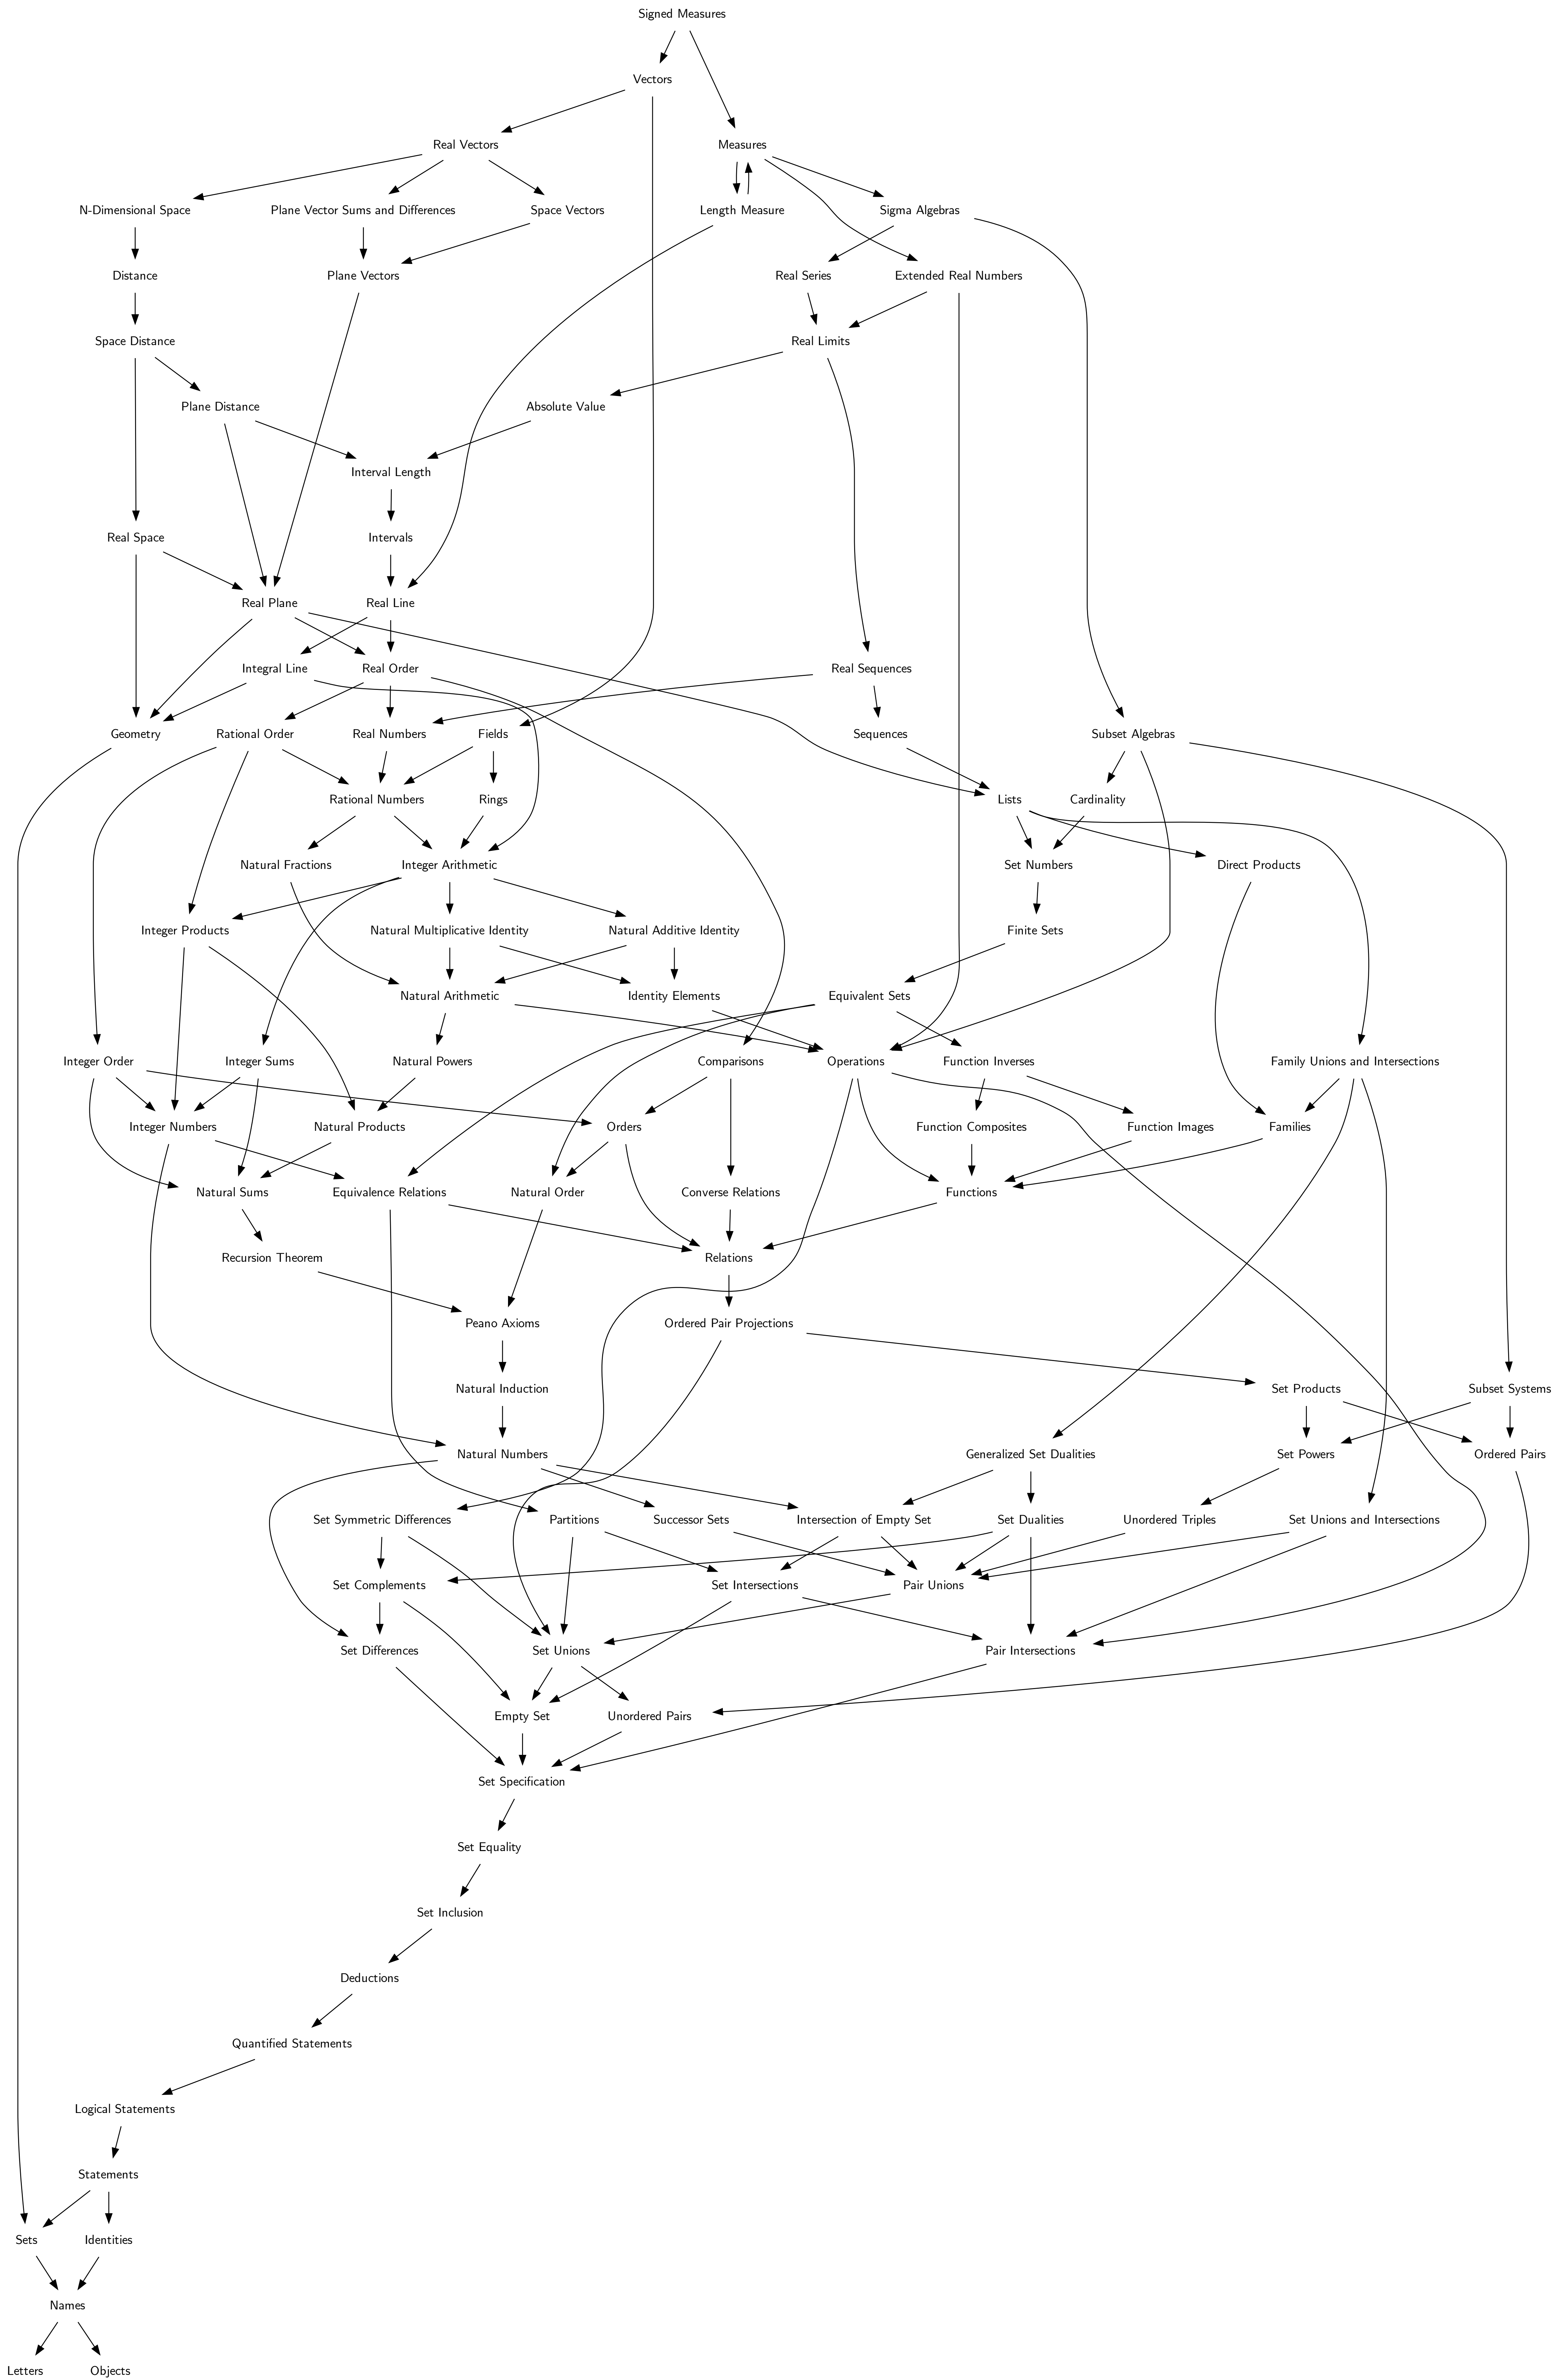 Signed Measures
Vectors
Real Vectors
Measures
N-Dimensional Space
Plane Vector Sums and Differences
Space Vectors
Length Measure
Sigma Algebras
Distance
Plane Vectors
Real Series
Extended Real Numbers
Space Distance
Real Limits
Plane Distance
Absolute Value
Interval Length
Real Space
Intervals
Real Plane
Real Line
Integral Line
Real Order
Real Sequences
Geometry
Rational Order
Real Numbers
Fields
Sequences
Subset Algebras
Rational Numbers
Rings
Lists
Cardinality
Natural Fractions
Integer Arithmetic
Set Numbers
Direct Products
Integer Products
Natural Multiplicative Identity
Natural Additive Identity
Finite Sets
Natural Arithmetic
Identity Elements
Equivalent Sets
Integer Order
Integer Sums
Natural Powers
Comparisons
Operations
Function Inverses
Family Unions and Intersections
Integer Numbers
Natural Products
Orders
Function Composites
Function Images
Families
Natural Sums
Equivalence Relations
Natural Order
Converse Relations
Functions
Recursion Theorem
Relations
Peano Axioms
Ordered Pair Projections
Natural Induction
Set Products
Subset Systems
Natural Numbers
Generalized Set Dualities
Set Powers
Ordered Pairs
Set Symmetric Differences
Partitions
Successor Sets
Intersection of Empty Set
Set Dualities
Unordered Triples
Set Unions and Intersections
Set Complements
Set Intersections
Pair Unions
Set Differences
Set Unions
Pair Intersections
Empty Set
Unordered Pairs
Set Specification
Set Equality
Set Inclusion
Deductions
Quantified Statements
Logical Statements
Statements
Sets
Identities
Names
Letters
Objects